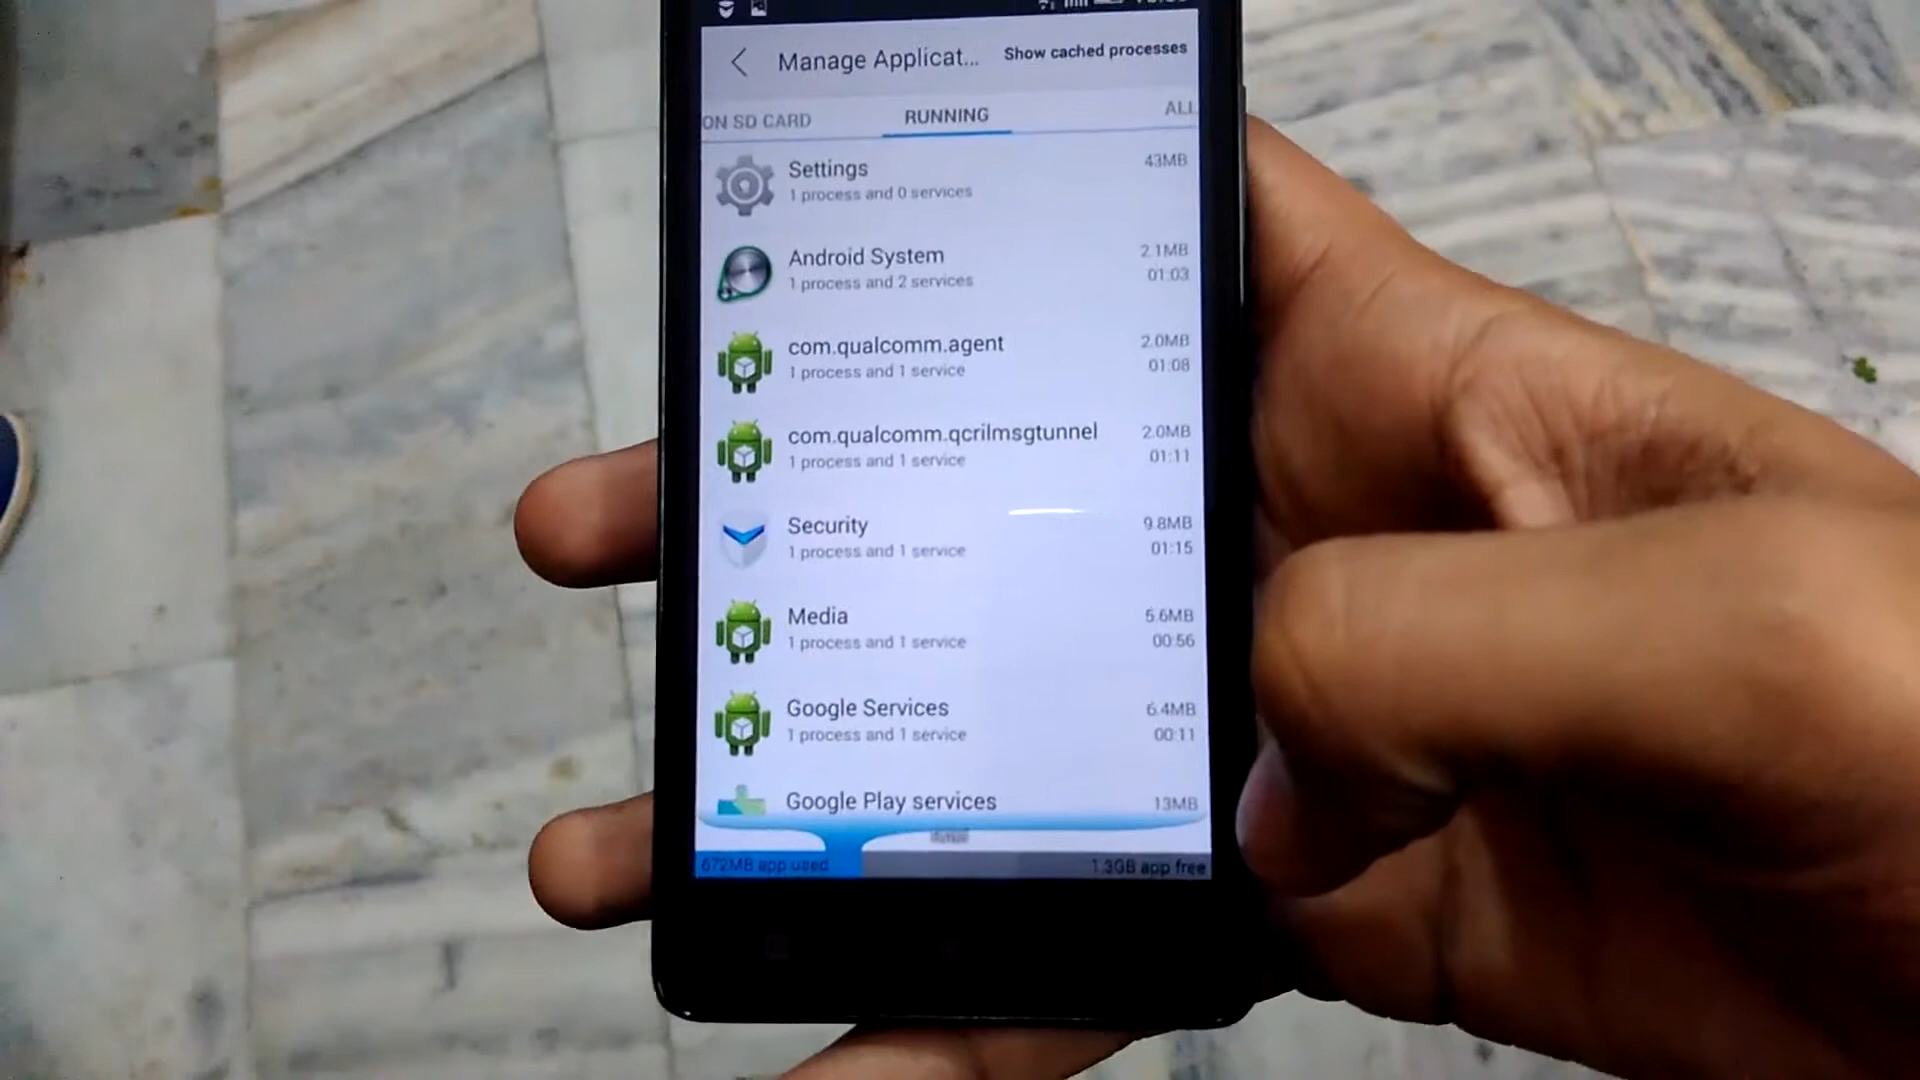 Manage Applicat...
Show cached processes
ON SD CARD
RUNNING
ALL
Settings
43MB
1 process and 0 services
Android System
2.1MB
1 process and 2 services
01:03
com.qualcomm.agent
2.0MB
1 process and 1 service
01:08
com.qualcomm.qcrilmsgtunnel
2.0MB
1 process and 1 service
01:11
Security
9.8MB
1 process and 1 service
01:15
Media
5.6MB
1 process and 1 service
00:56
Google Services
6.4MB
1 process and 1 service
00:11
Google Play services
13MB
672MB app used
1.3GB app free